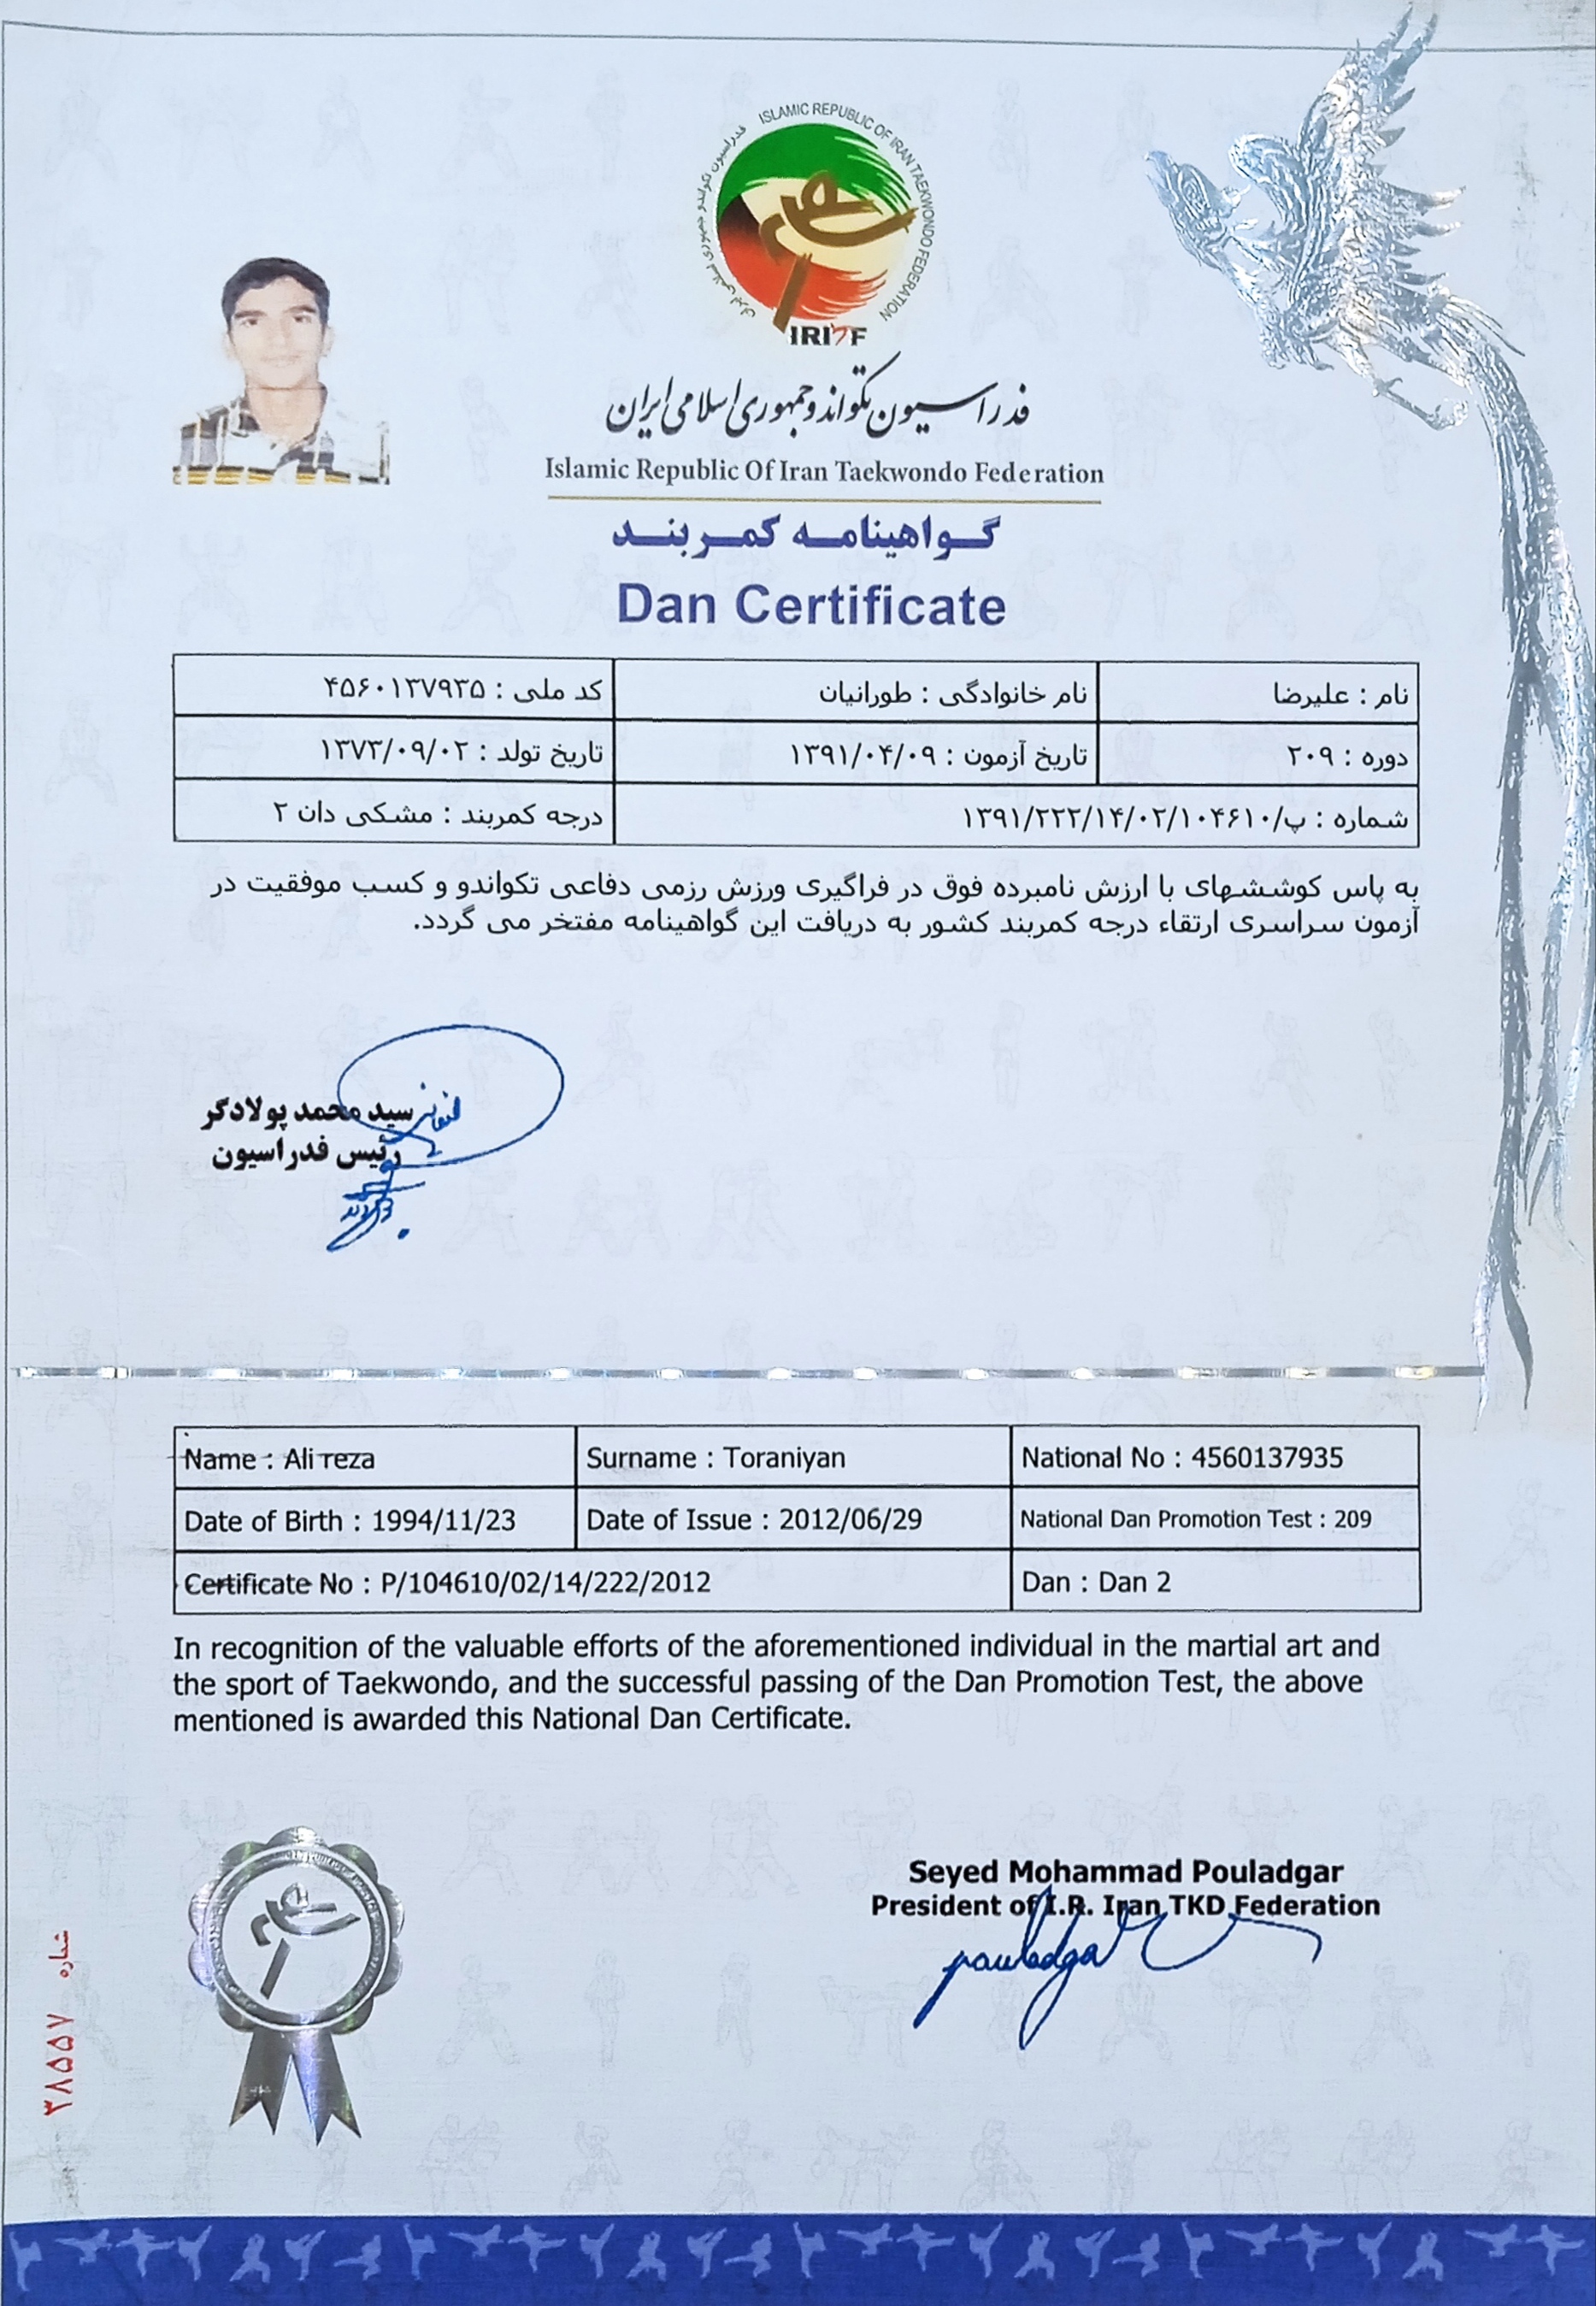 ISLAMIC REPUBLIC OF IRAN TAEKWONDO FEDERATION
فدراسیون تکواندو جمهوری اسلامی ایران
IRITF
فدراسیون تکواندو جمهوری اسلامی ایران
Islamic Republic Of Iran Taekwondo Federation
گواهینامه کمربند
Dan Certificate
نام : علیرضا نام خانوادگی : طورانیان کد ملی : ۴۵۶۰۱۳۷۹۳۵
دوره : ۲۰۹ تاریخ آزمون : ۱۳۹۱/۰۴/۰۹ تاریخ تولد : ۱۳۷۳/۰۹/۰۲
شماره : پ/۱۳۹۱/۲۲۲/۱۴/۰۲/۱۰۴۶۱۰ درجه کمربند : مشکی دان ۲
به پاس کوششهای با ارزش نامبرده فوق در فراگیری ورزش رزمی دفاعی تکواندو و کسب موفقیت در
آزمون سراسری ارتقاء درجه کمربند کشور به دریافت این گواهینامه مفتخر می گردد.
سید محمد پولادگر
رئیس فدراسیون
Name : Ali reza Surname : Toraniyan National No : 4560137935
Date of Birth : 1994/11/23 Date of Issue : 2012/06/29 National Dan Promotion Test : 209
Certificate No : P/104610/02/14/222/2012 Dan : Dan 2
In recognition of the valuable efforts of the aforementioned individual in the martial art and
the sport of Taekwondo, and the successful passing of the Dan Promotion Test, the above
mentioned is awarded this National Dan Certificate.
Seyed Mohammad Pouladgar
President of I.R. Iran TKD Federation
pouladgar
شماره ۳۸۵۵۷